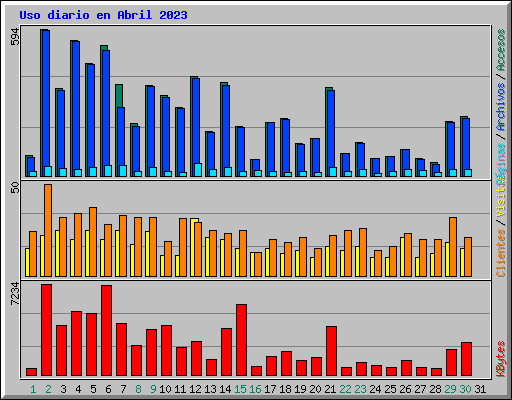 Uso diario en Abril 2023
594
50
7234
Clientes / Visitas
Páginas / Archivos / Accesos
KBytes
1 2 3 4 5 6 7 8 9 10 11 12 13 14 15 16 17 18 19 20 21 22 23 24 25 26 27 28 29 30 31